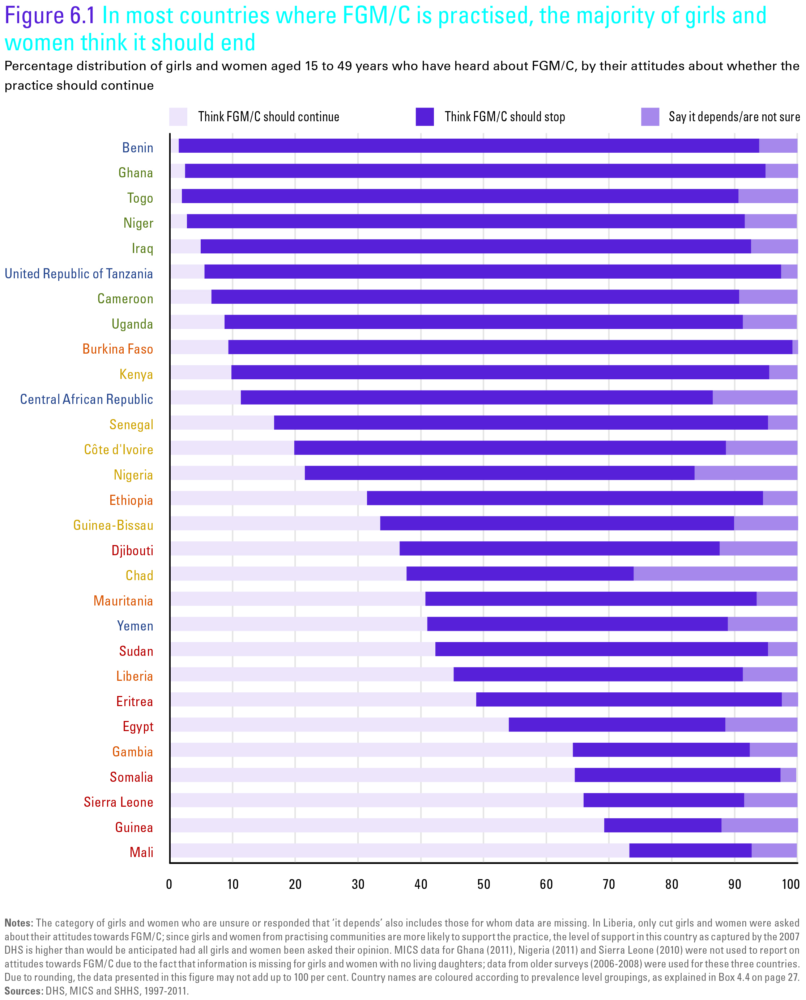 Figure 6.1 In most countries where FGM/C is practised, the majority of girls and
women think it should end
Percentage distribution of girls and women aged 15 to 49 years who have heard about FGM/C, by their attitudes about whether the
practice should continue
Think FGM/C should continue Think FGM/C should stop Say it depends/are not sure
Benin
Ghana
Togo
Niger
Iraq
United Republic of Tanzania
Cameroon
Uganda
Burkina Faso
Kenya
Central African Republic
Senegal
Côte d'Ivoire
Nigeria
Ethiopia
Guinea-Bissau
Djibouti
Chad
Mauritania
Yemen
Sudan
Liberia
Eritrea
Egypt
Gambia
Somalia
Sierra Leone
Guinea
Mali
0 10 20 30 40 50 60 70 80 90 100
Notes: The category of girls and women who are unsure or responded that ‘it depends’ also includes those for whom data are missing. In Liberia, only cut girls and women were asked
about their attitudes towards FGM/C; since girls and women from practising communities are more likely to support the practice, the level of support in this country as captured by the 2007
DHS is higher than would be anticipated had all girls and women been asked their opinion. MICS data for Ghana (2011), Nigeria (2011) and Sierra Leone (2010) were not used to report on
attitudes towards FGM/C due to the fact that information is missing for girls and women with no living daughters; data from older surveys (2006-2008) were used for these three countries.
Due to rounding, the data presented in this figure may not add up to 100 per cent. Country names are coloured according to prevalence level groupings, as explained in Box 4.4 on page 27.
Sources: DHS, MICS and SHHS, 1997-2011.